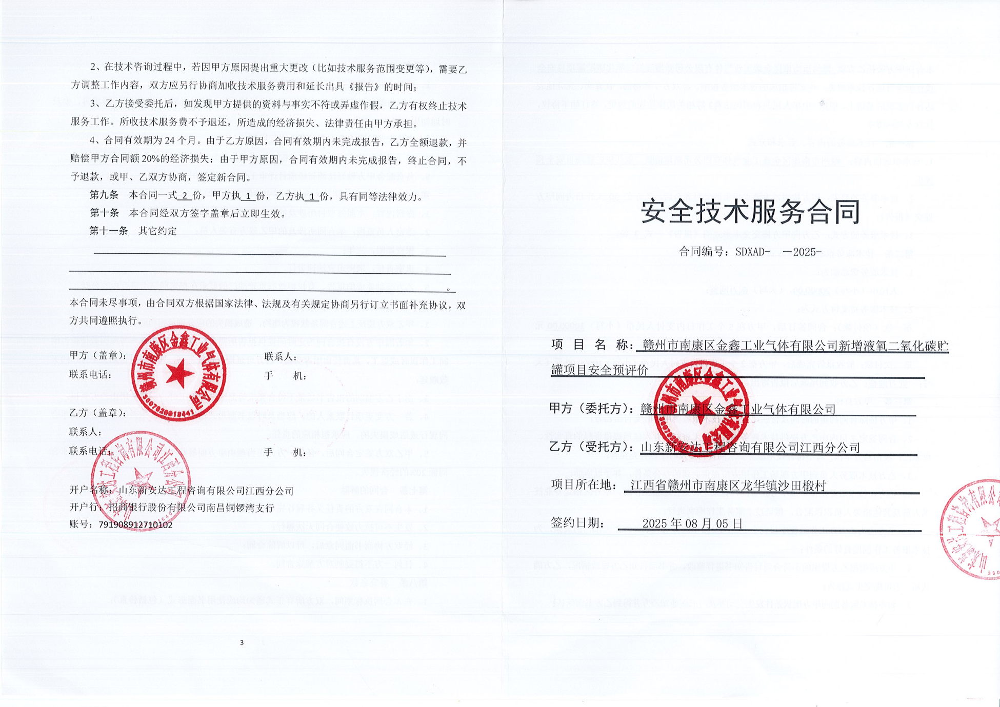 2、在技术咨询过程中，若因甲方原因提出重大更改（比如技术服务范围变更等），需要乙
方调整工作内容，双方应另行协商加收技术服务费用和延长出具《报告》的时间；
3、乙方接受委托后，如发现甲方提供的资料与事实不符或弄虚作假，乙方有权终止技术
服务工作。所收技术服务费不予退还，所造成的经济损失、法律责任由甲方承担。
4、合同有效期为 24 个月。由于乙方原因，合同有效期内未完成报告，乙方全额退款，并
赔偿甲方合同额 20%的经济损失；由于甲方原因，合同有效期内未完成报告，终止合同，不
予退款，或甲、乙双方协商，签定新合同。
第九条 本合同一式 2 份，甲方执 1 份，乙方执 1 份，具有同等法律效力。
第十条 本合同经双方签字盖章后立即生效。
第十一条 其它约定
。
本合同未尽事项，由合同双方根据国家法律、法规及有关规定协商另行订立书面补充协议，双
方共同遵照执行。
甲方（盖章）： 联系人：
联系电话： 手 机：
赣州市南康区金鑫工业气体有限公司
乙方（盖章）：
联系人：
联系电话： 手 机：
开户名称：山东新安达工程咨询有限公司江西分公司
开户行：招商银行股份有限公司南昌铜锣湾支行
账号：791908912710102
3
安全技术服务合同
合同编号：SDXAD- —2025-
项 目 名 称：赣州市南康区金鑫工业气体有限公司新增液氧二氧化碳贮
罐项目安全预评价
甲方（委托方）：赣州市南康区金鑫工业气体有限公司
乙方（受托方）：山东新安达工程咨询有限公司江西分公司
项目所在地： 江西省赣州市南康区龙华镇沙田椴村
签约日期： 2025 年 08 月 05 日